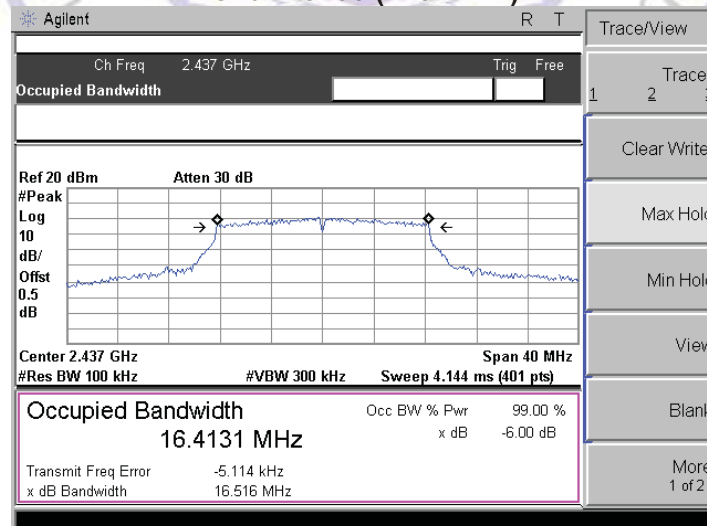 Agilent R T
Trace/View
Ch Freq 2.437 GHz Trig Free
Occupied Bandwidth
Trace
1 2
Clear Write
Ref 20 dBm Atten 30 dB
#Peak
Log
10
dB/
Offst
0.5
dB
Max Hol
Min Hol
View
Blank
More
1 of 2
Center 2.437 GHz Span 40 MHz
#Res BW 100 kHz #VBW 300 kHz Sweep 4.144 ms (401 pts)
Occupied Bandwidth
16.4131 MHz
Occ BW % Pwr 99.00 %
x dB -6.00 dB
Transmit Freq Error -5.114 kHz
x dB Bandwidth 16.516 MHz